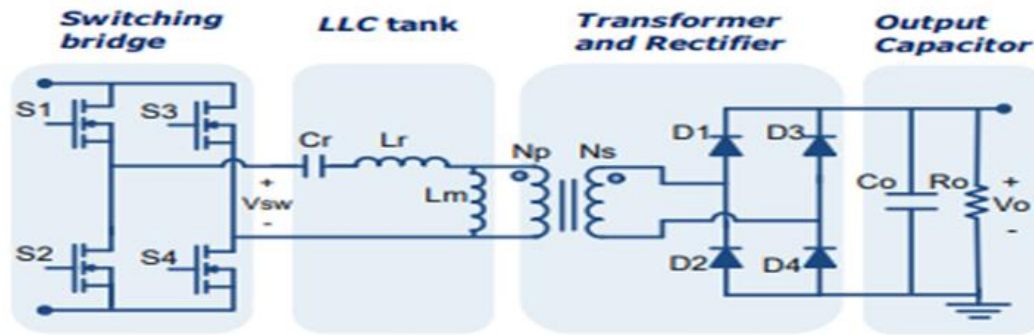 Switching
bridge
LLC tank
Transformer
and Rectifier
Output
Capacitor
S1
S3
S2
S4
+
Vsw
-
Cr
Lr
Lm
Np
Ns
D1
D3
D2
D4
Co
Ro
+
Vo
-